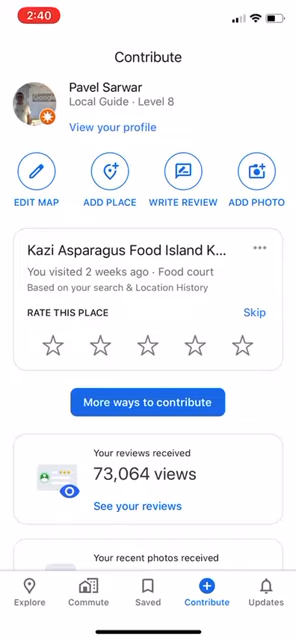 2:40
Contribute
Pavel Sarwar
Local Guide · Level 8
View your profile
EDIT MAP
ADD PLACE
WRITE REVIEW
ADD PHOTO
Kazi Asparagus Food Island K...
You visited 2 weeks ago · Food court
Based on your search & Location History
RATE THIS PLACE
Skip
More ways to contribute
Your reviews received
73,064 views
See your reviews
Your recent photos received
Explore
Commute
Saved
Contribute
Updates